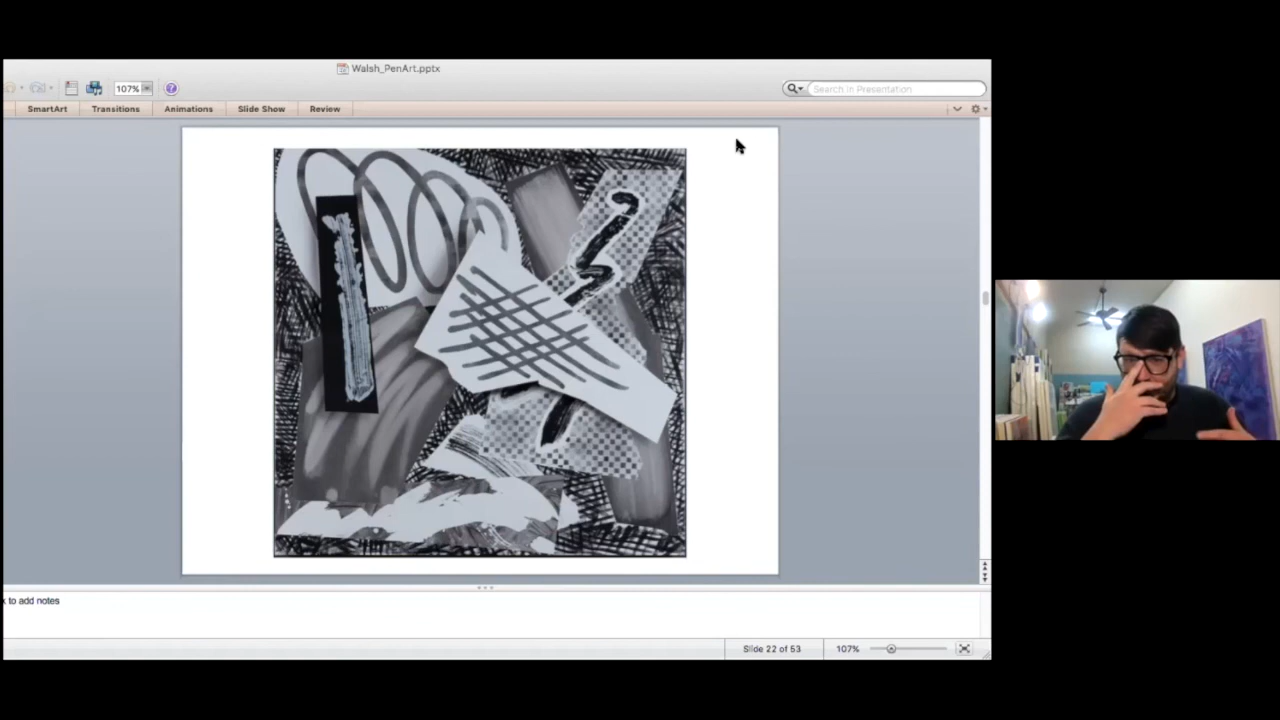 Walsh_PenArt.pptx
107%
Search in Presentation
SmartArt Transitions Animations Slide Show Review
k to add notes
Slide 22 of 53 107%